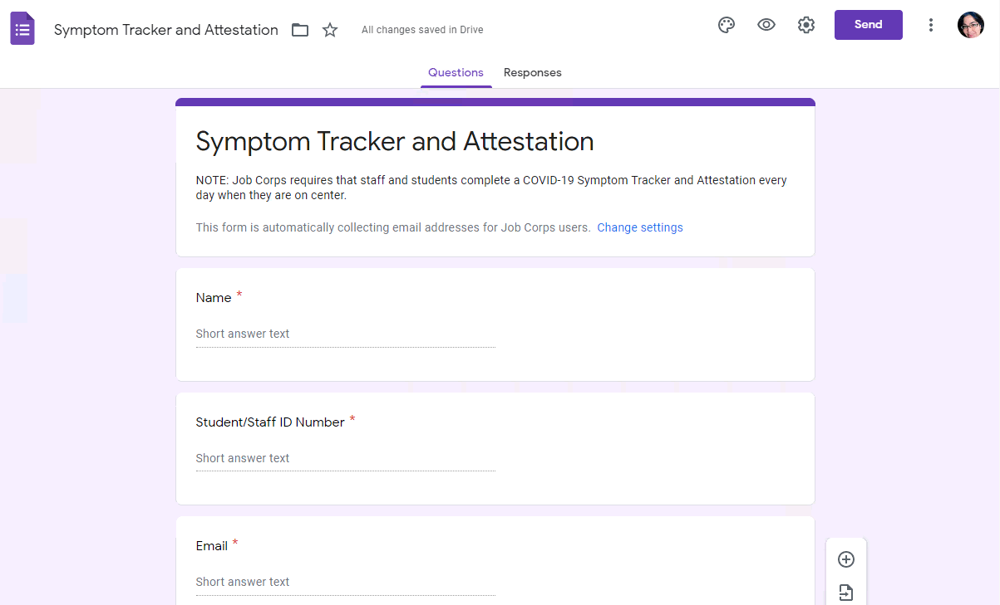 Symptom Tracker and Attestation
All changes saved in Drive
Send
Questions
Responses
Symptom Tracker and Attestation
NOTE: Job Corps requires that staff and students complete a COVID-19 Symptom Tracker and Attestation every
day when they are on center.
This form is automatically collecting email addresses for Job Corps users. Change settings
Name *
Short answer text
Student/Staff ID Number *
Short answer text
Email *
Short answer text